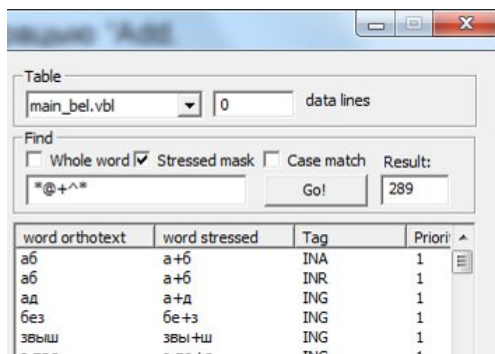 "Add
Table
main_bel.vbl 0 data lines
Find
Whole word Stressed mask Case match Result:
*@+^* Go! 289
word orthotext word stressed Tag Priorit
аб а+б INA 1
аб а+б INR 1
ад а+д ING 1
без бе+з ING 1
звыш звы+ш ING 1